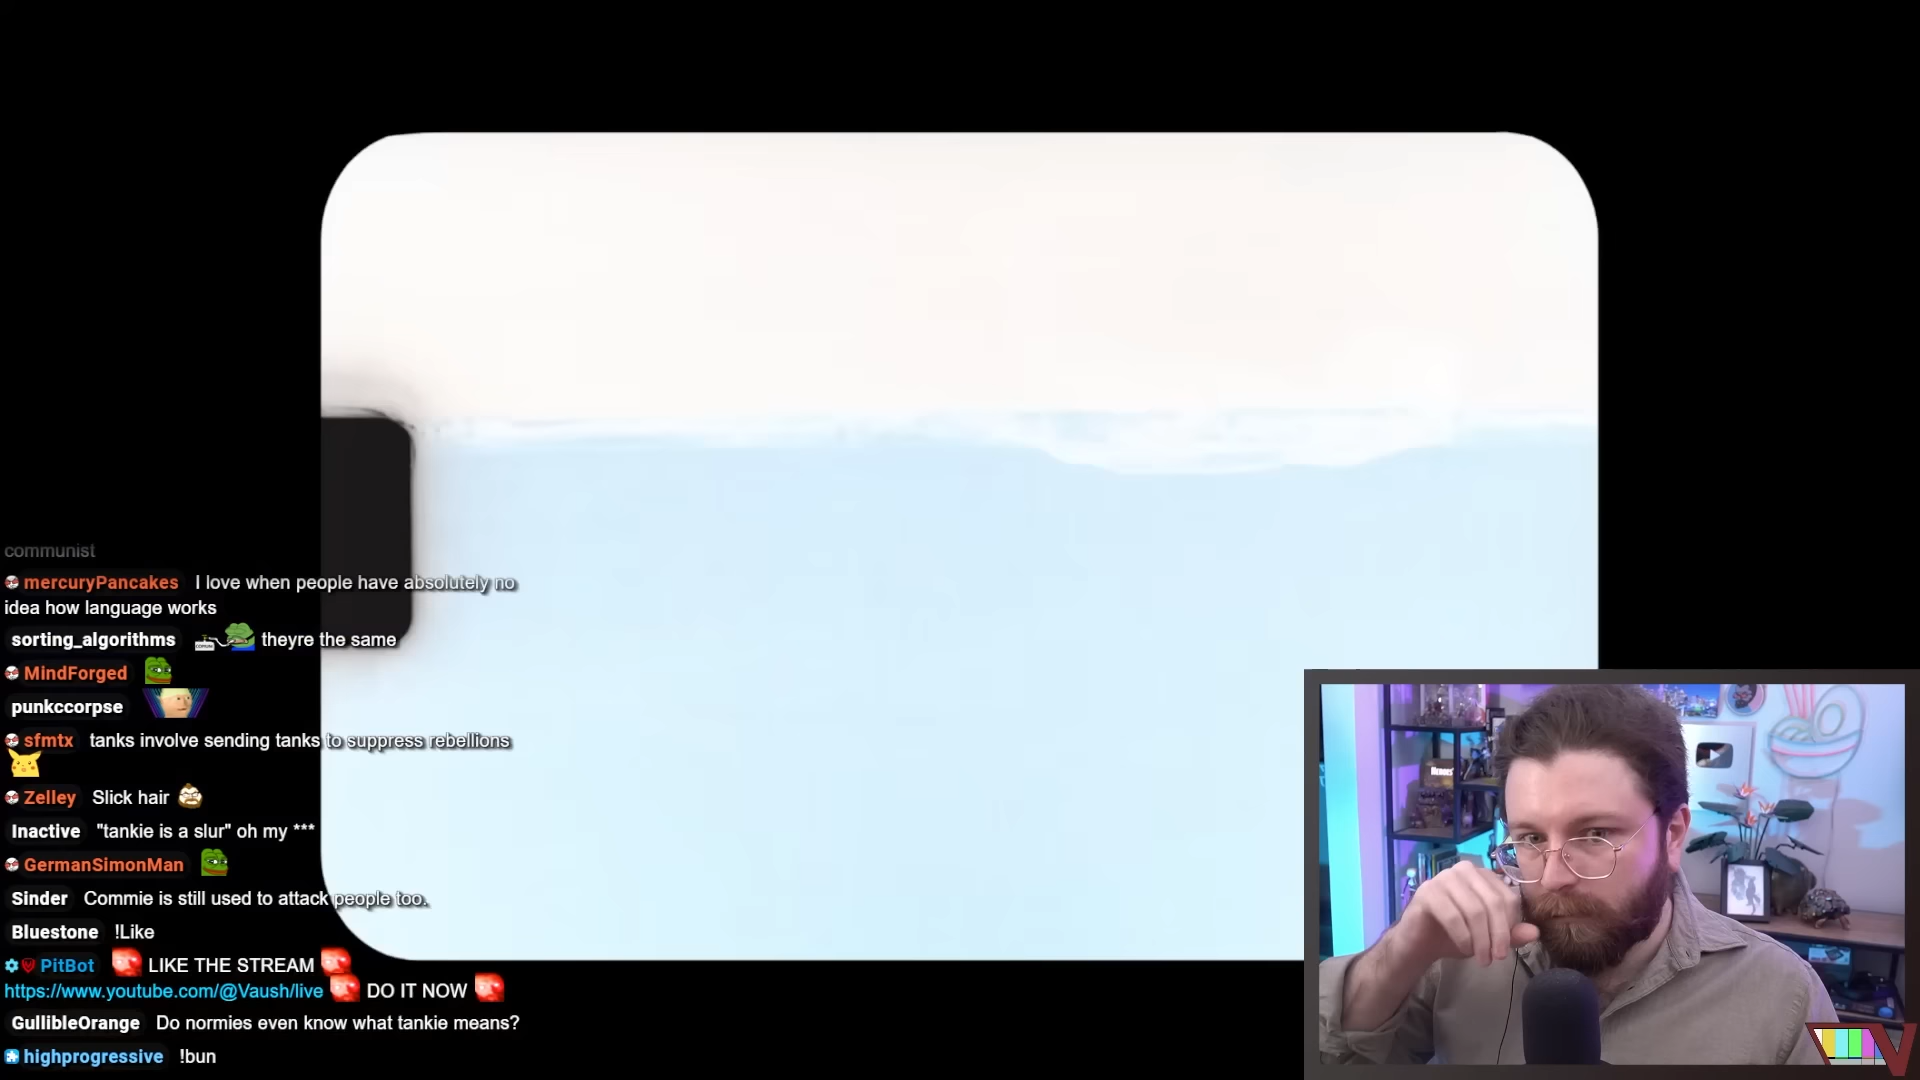 communist
mercuryPancakes I love when people have absolutely no
idea how language works
sorting_algorithms theyre the same
MindForged
punkccorpse
sfmtx tanks involve sending tanks to suppress rebellions
Zelley Slick hair
Inactive "tankie is a slur" oh my ***
GermanSimonMan
Sinder Commie is still used to attack people too.
Bluestone !Like
PitBot LIKE THE STREAM
https://www.youtube.com/@Vaush/live DO IT NOW
GullibleOrange Do normies even know what tankie means?
highprogressive !bun
HEROES
V